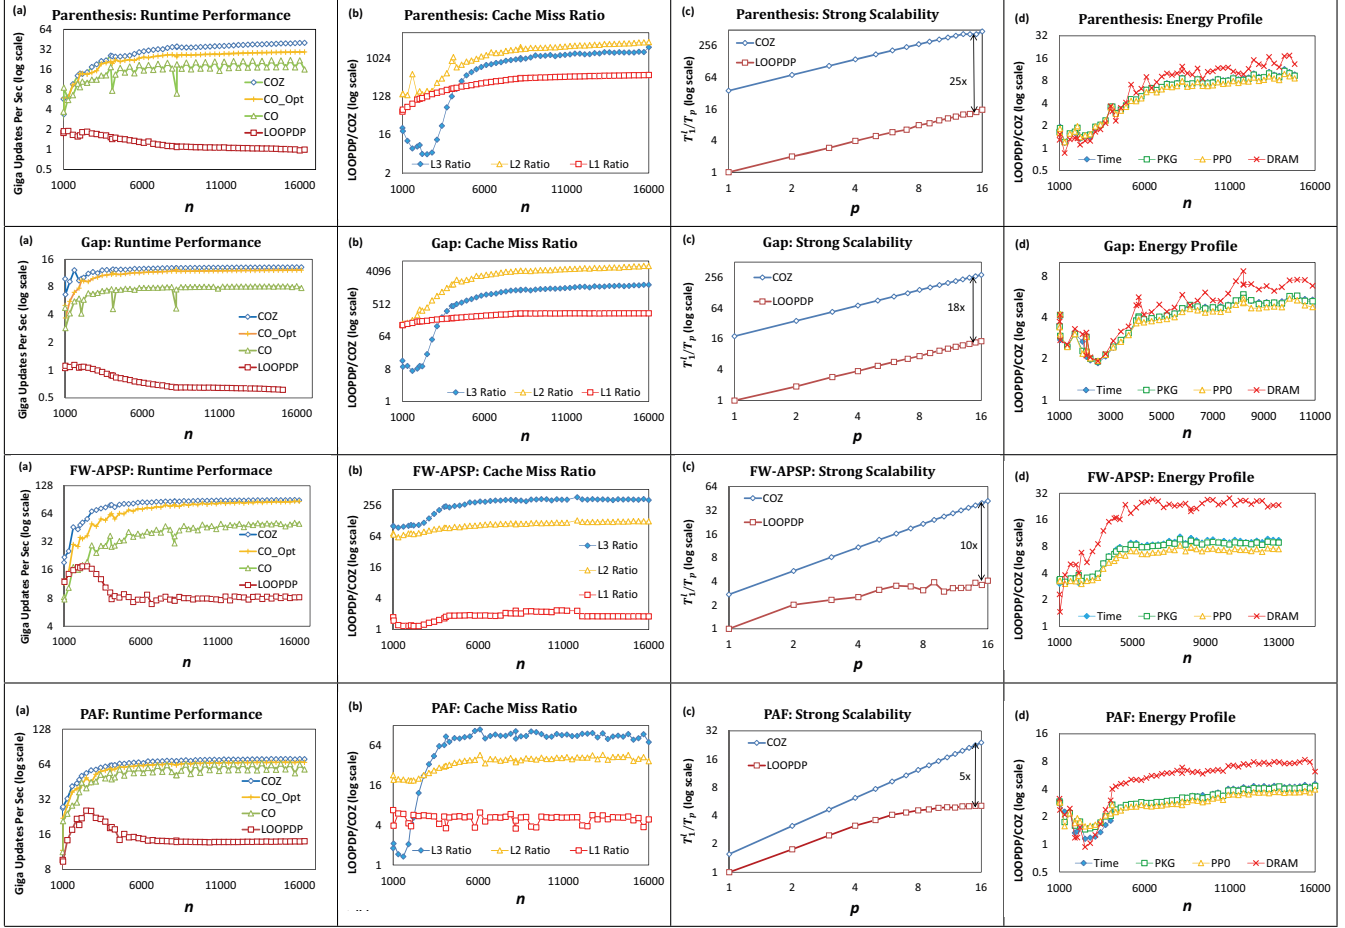 (a)
Parenthesis: Runtime Performance
Giga Updates Per Sec (log scale)
64
32
16
8
4
2
1
0.5
COZ
CO_Opt
CO
LOOPDP
1000
6000
11000
16000
n
(b)
Parenthesis: Cache Miss Ratio
LOOPDP/COZ (log scale)
1024
128
16
2
L3 Ratio
L2 Ratio
L1 Ratio
1000
6000
11000
16000
n
(c)
Parenthesis: Strong Scalability
T₁ˡ/Tₚ (log scale)
256
64
16
4
1
COZ
LOOPDP
25x
1
2
4
8
16
p
(d)
Parenthesis: Energy Profile
LOOPDP/COZ (log scale)
32
16
8
4
2
1
0.5
Time
PKG
PP0
DRAM
1000
6000
11000
16000
n
(a)
Gap: Runtime Performance
Giga Updates Per Sec (log scale)
16
8
4
2
1
0.5
COZ
CO_Opt
CO
LOOPDP
1000
6000
11000
16000
n
(b)
Gap: Cache Miss Ratio
LOOPDP/COZ (log scale)
4096
512
64
8
1
L3 Ratio
L2 Ratio
L1 Ratio
1000
6000
11000
16000
n
(c)
Gap: Strong Scalability
T₁ˡ/Tₚ (log scale)
256
64
16
4
1
COZ
LOOPDP
18x
1
2
4
8
16
p
(d)
Gap: Energy Profile
LOOPDP/COZ (log scale)
8
4
2
1
Time
PKG
PP0
DRAM
1000
3000
5000
7000
9000
11000
n
(a)
FW-APSP: Runtime Performace
Giga Updates Per Sec (log scale)
128
64
32
16
8
4
COZ
CO_Opt
CO
LOOPDP
1000
6000
11000
16000
n
(b)
FW-APSP: Cache Miss Ratio
LOOPDP/COZ (log scale)
256
64
16
4
1
L3 Ratio
L2 Ratio
L1 Ratio
1000
6000
11000
16000
n
(c)
FW-APSP: Strong Scalability
T₁ˡ/Tₚ (log scale)
64
32
16
8
4
2
1
COZ
LOOPDP
10x
1
2
4
8
16
p
(d)
FW-APSP: Energy Profile
LOOPDP/COZ (log scale)
32
16
8
4
2
1
Time
PKG
PP0
DRAM
1000
5000
9000
13000
n
(a)
PAF: Runtime Performance
Giga Updates Per Sec (log scale)
128
64
32
16
8
COZ
CO_Opt
CO
LOOPDP
1000
6000
11000
16000
n
(b)
PAF: Cache Miss Ratio
LOOPDP/COZ (log scale)
64
16
4
1
L3 Ratio
L2 Ratio
L1 Ratio
1000
6000
11000
16000
n
(c)
PAF: Strong Scalability
T₁ˡ/Tₚ (log scale)
32
16
8
4
2
1
COZ
LOOPDP
5x
1
2
4
8
16
p
(d)
PAF: Energy Profile
LOOPDP/COZ (log scale)
16
8
4
2
1
0.5
Time
PKG
PP0
DRAM
1000
6000
11000
16000
n